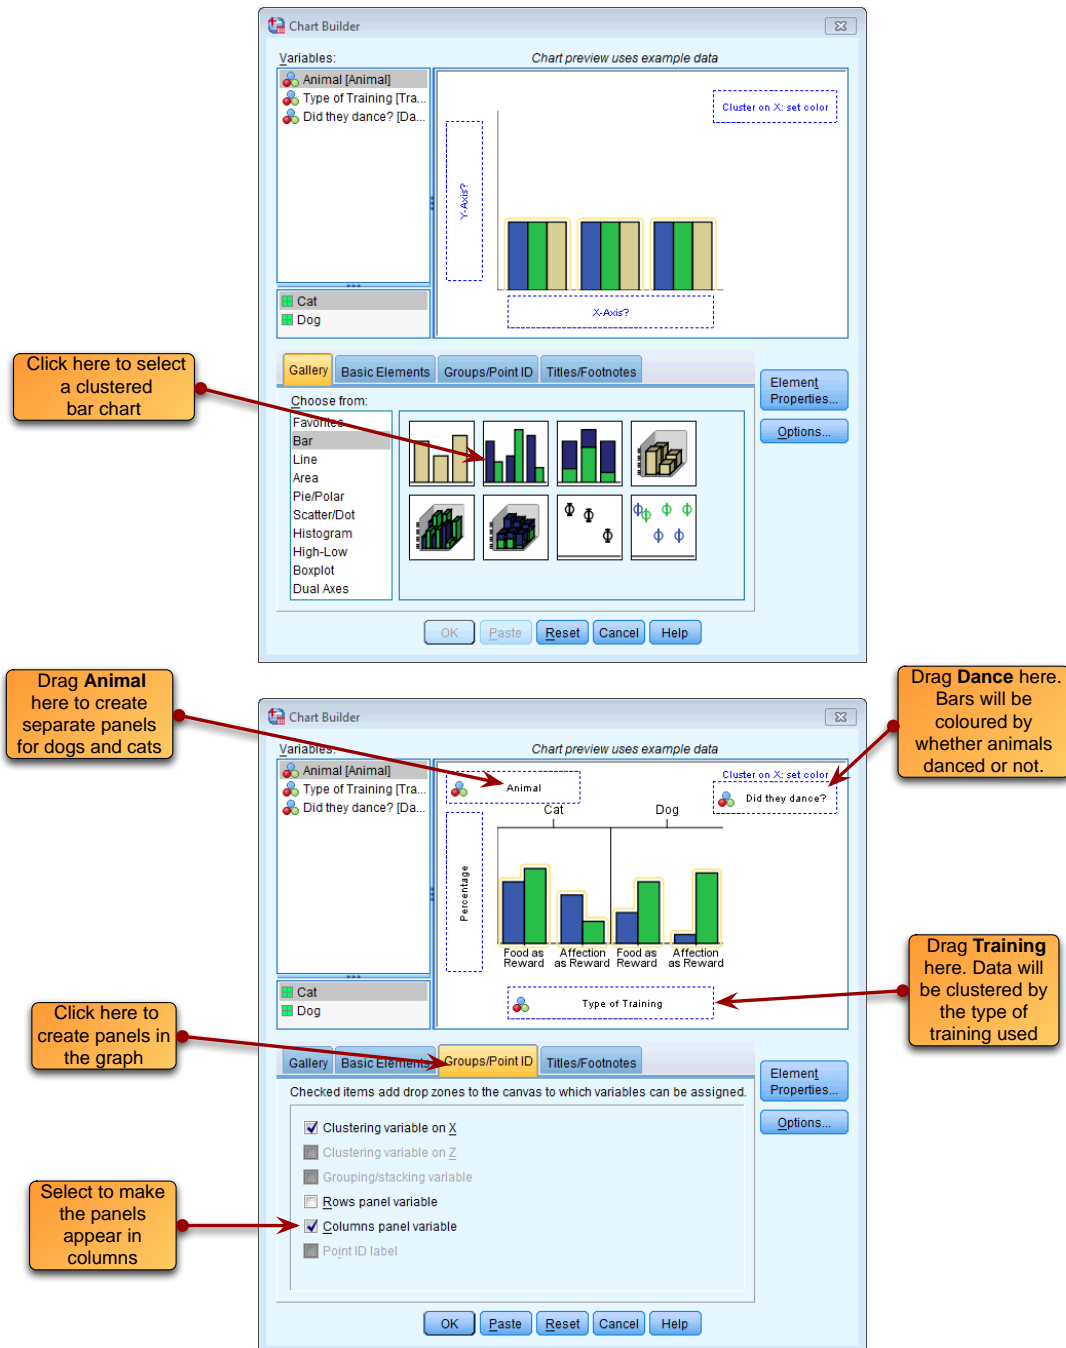 Chart Builder
Variables:
Chart preview uses example data
Animal [Animal]
Type of Training [Tra...
Did they dance? [Da...
Cluster on X: set color
Y-Axis?
X-Axis?
Cat
Dog
Click here to select
a clustered
bar chart
Gallery
Basic Elements
Groups/Point ID
Titles/Footnotes
Element
Properties...
Options...
Choose from:
Favorites
Bar
Line
Area
Pie/Polar
Scatter/Dot
Histogram
High-Low
Boxplot
Dual Axes
OK
Paste
Reset
Cancel
Help
Drag Animal
here to create
separate panels
for dogs and cats
Drag Dance here.
Bars will be
coloured by
whether animals
danced or not.
Chart Builder
Variables:
Chart preview uses example data
Animal [Animal]
Type of Training [Tra...
Did they dance? [Da...
Cluster on X: set color
Animal
Did they dance?
Cat
Dog
Percentage
Food as
Reward
Affection
as Reward
Food as
Reward
Affection
as Reward
Type of Training
Cat
Dog
Drag Training
here. Data will
be clustered by
the type of
training used
Click here to
create panels in
the graph
Gallery
Basic Elements
Groups/Point ID
Titles/Footnotes
Element
Properties...
Options...
Checked items add drop zones to the canvas to which variables can be assigned.
Clustering variable on X
Clustering variable on Z
Grouping/stacking variable
Rows panel variable
Columns panel variable
Point ID label
Select to make
the panels
appear in
columns
OK
Paste
Reset
Cancel
Help